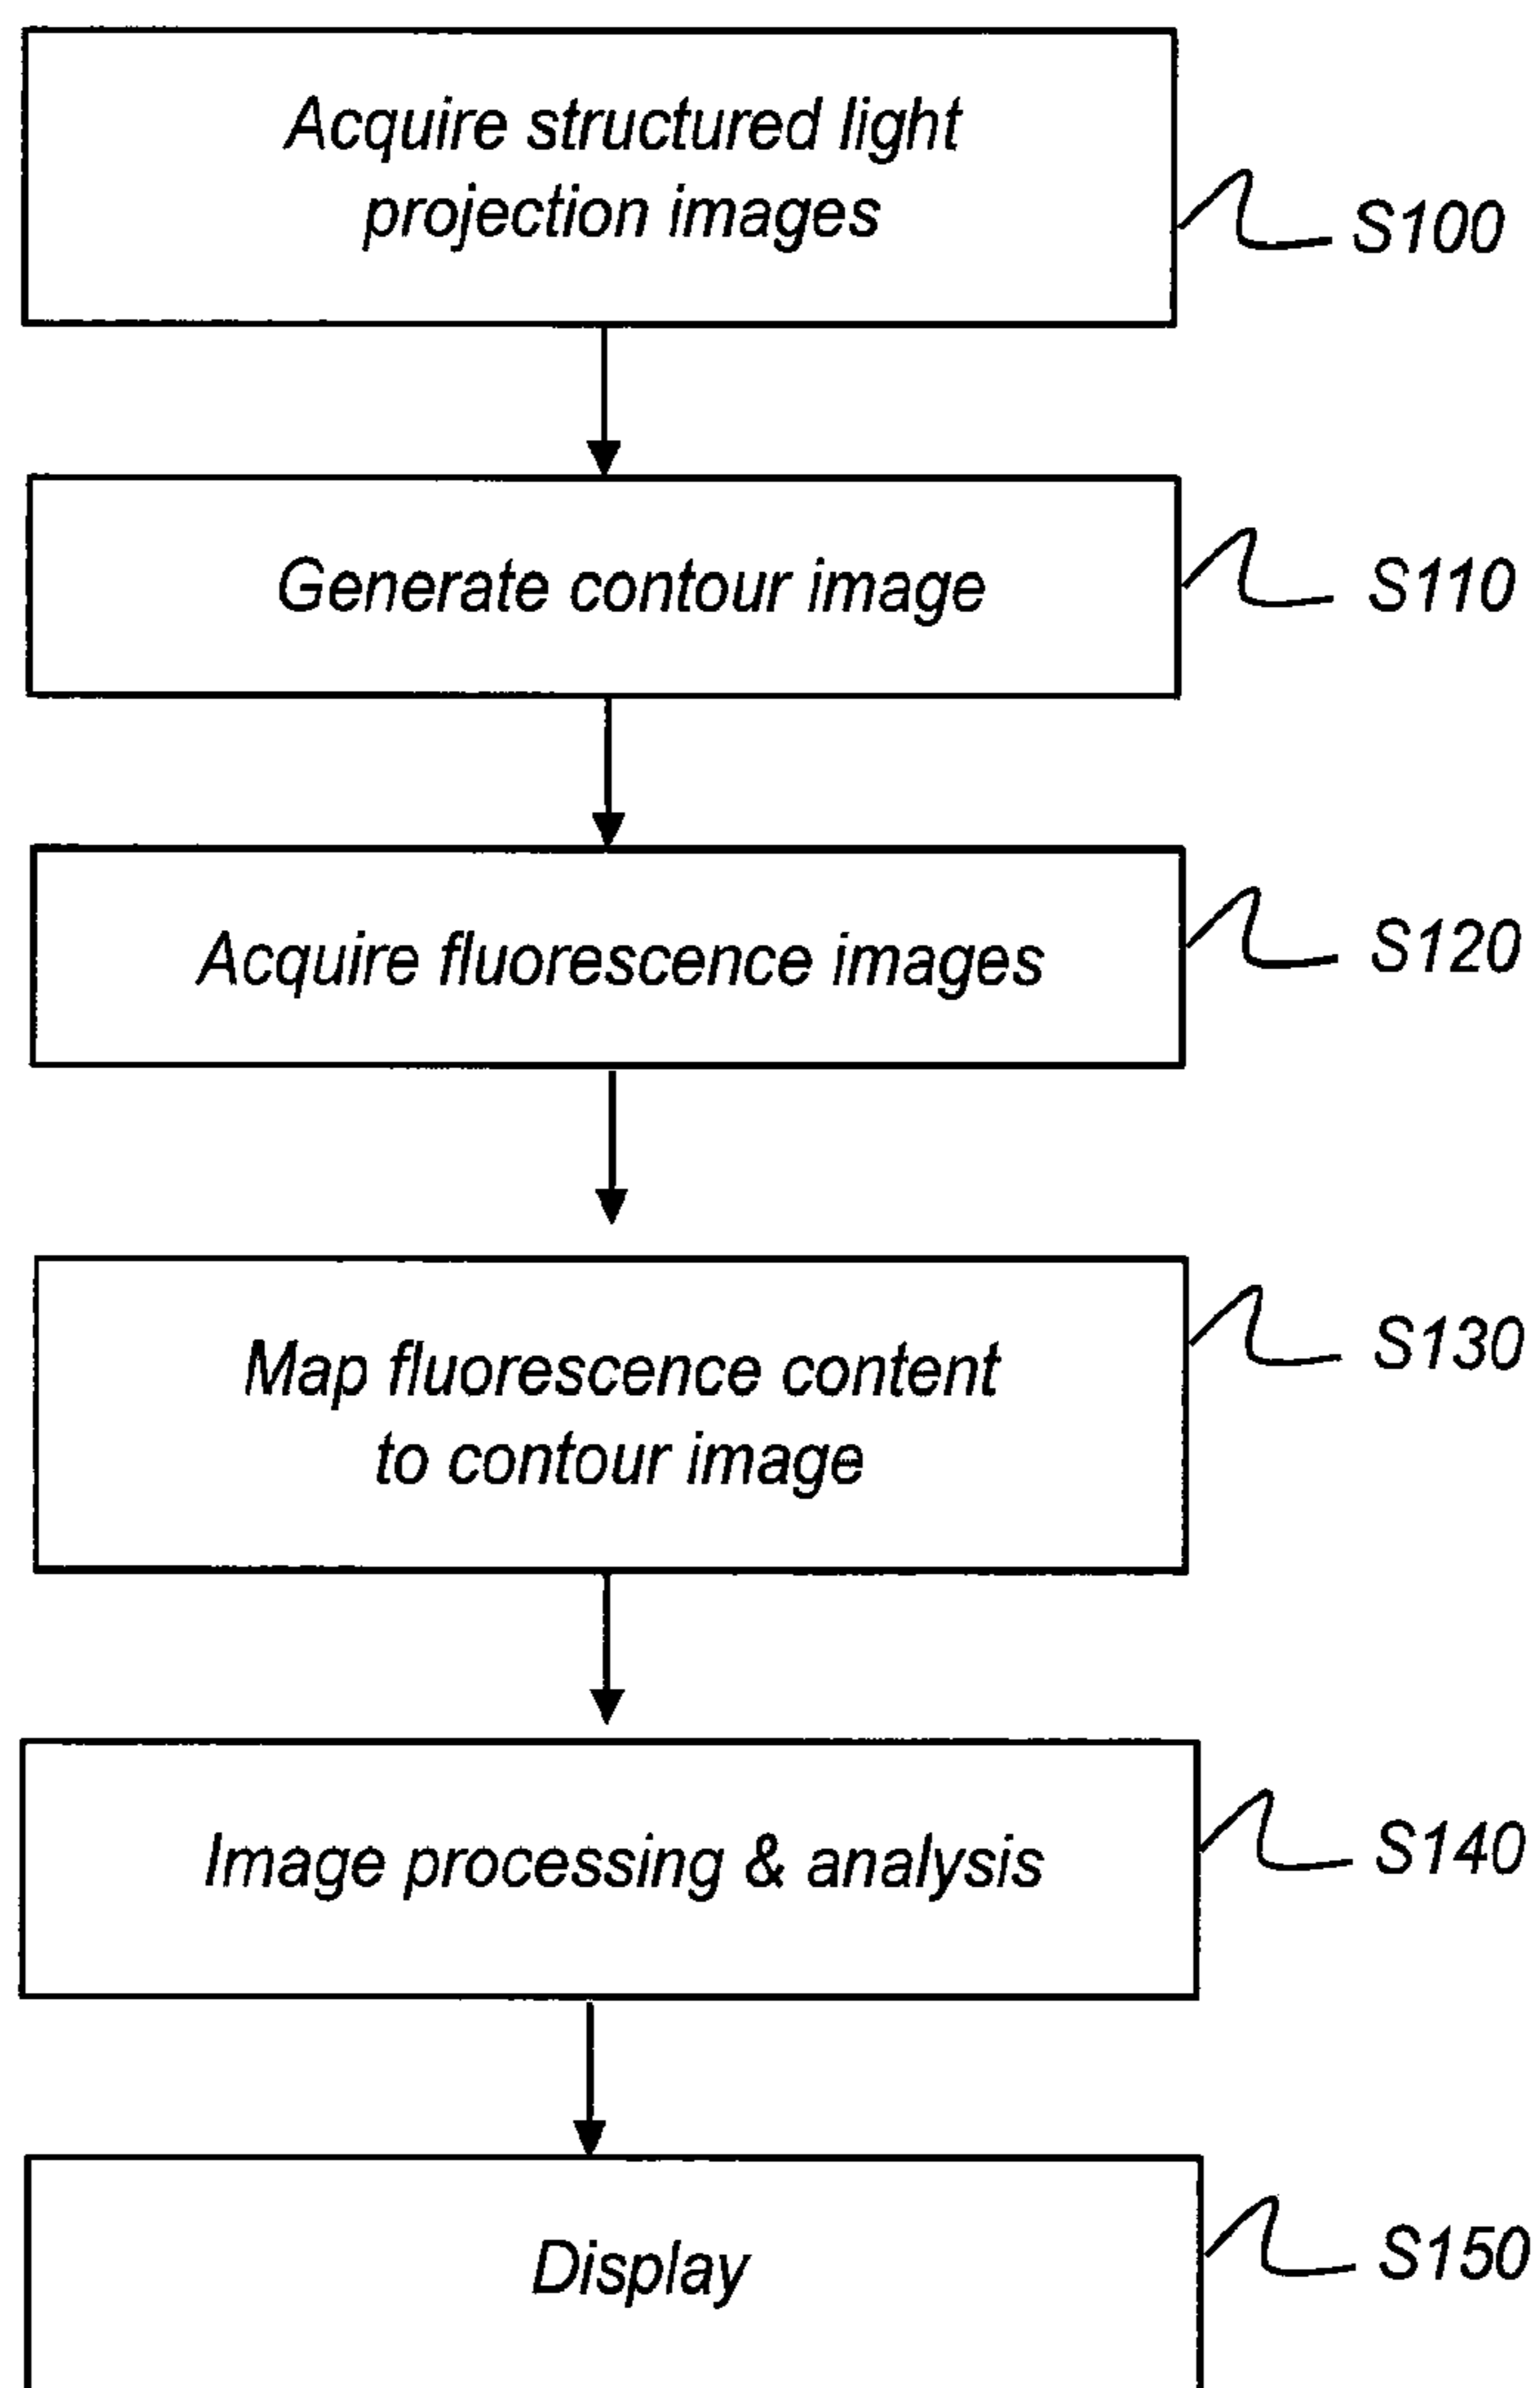 Acquire structured light
projection images
S100
Generate contour image
S110
Acquire fluorescence images
S120
Map fluorescence content
to contour image
S130
Image processing & analysis
S140
Display
S150